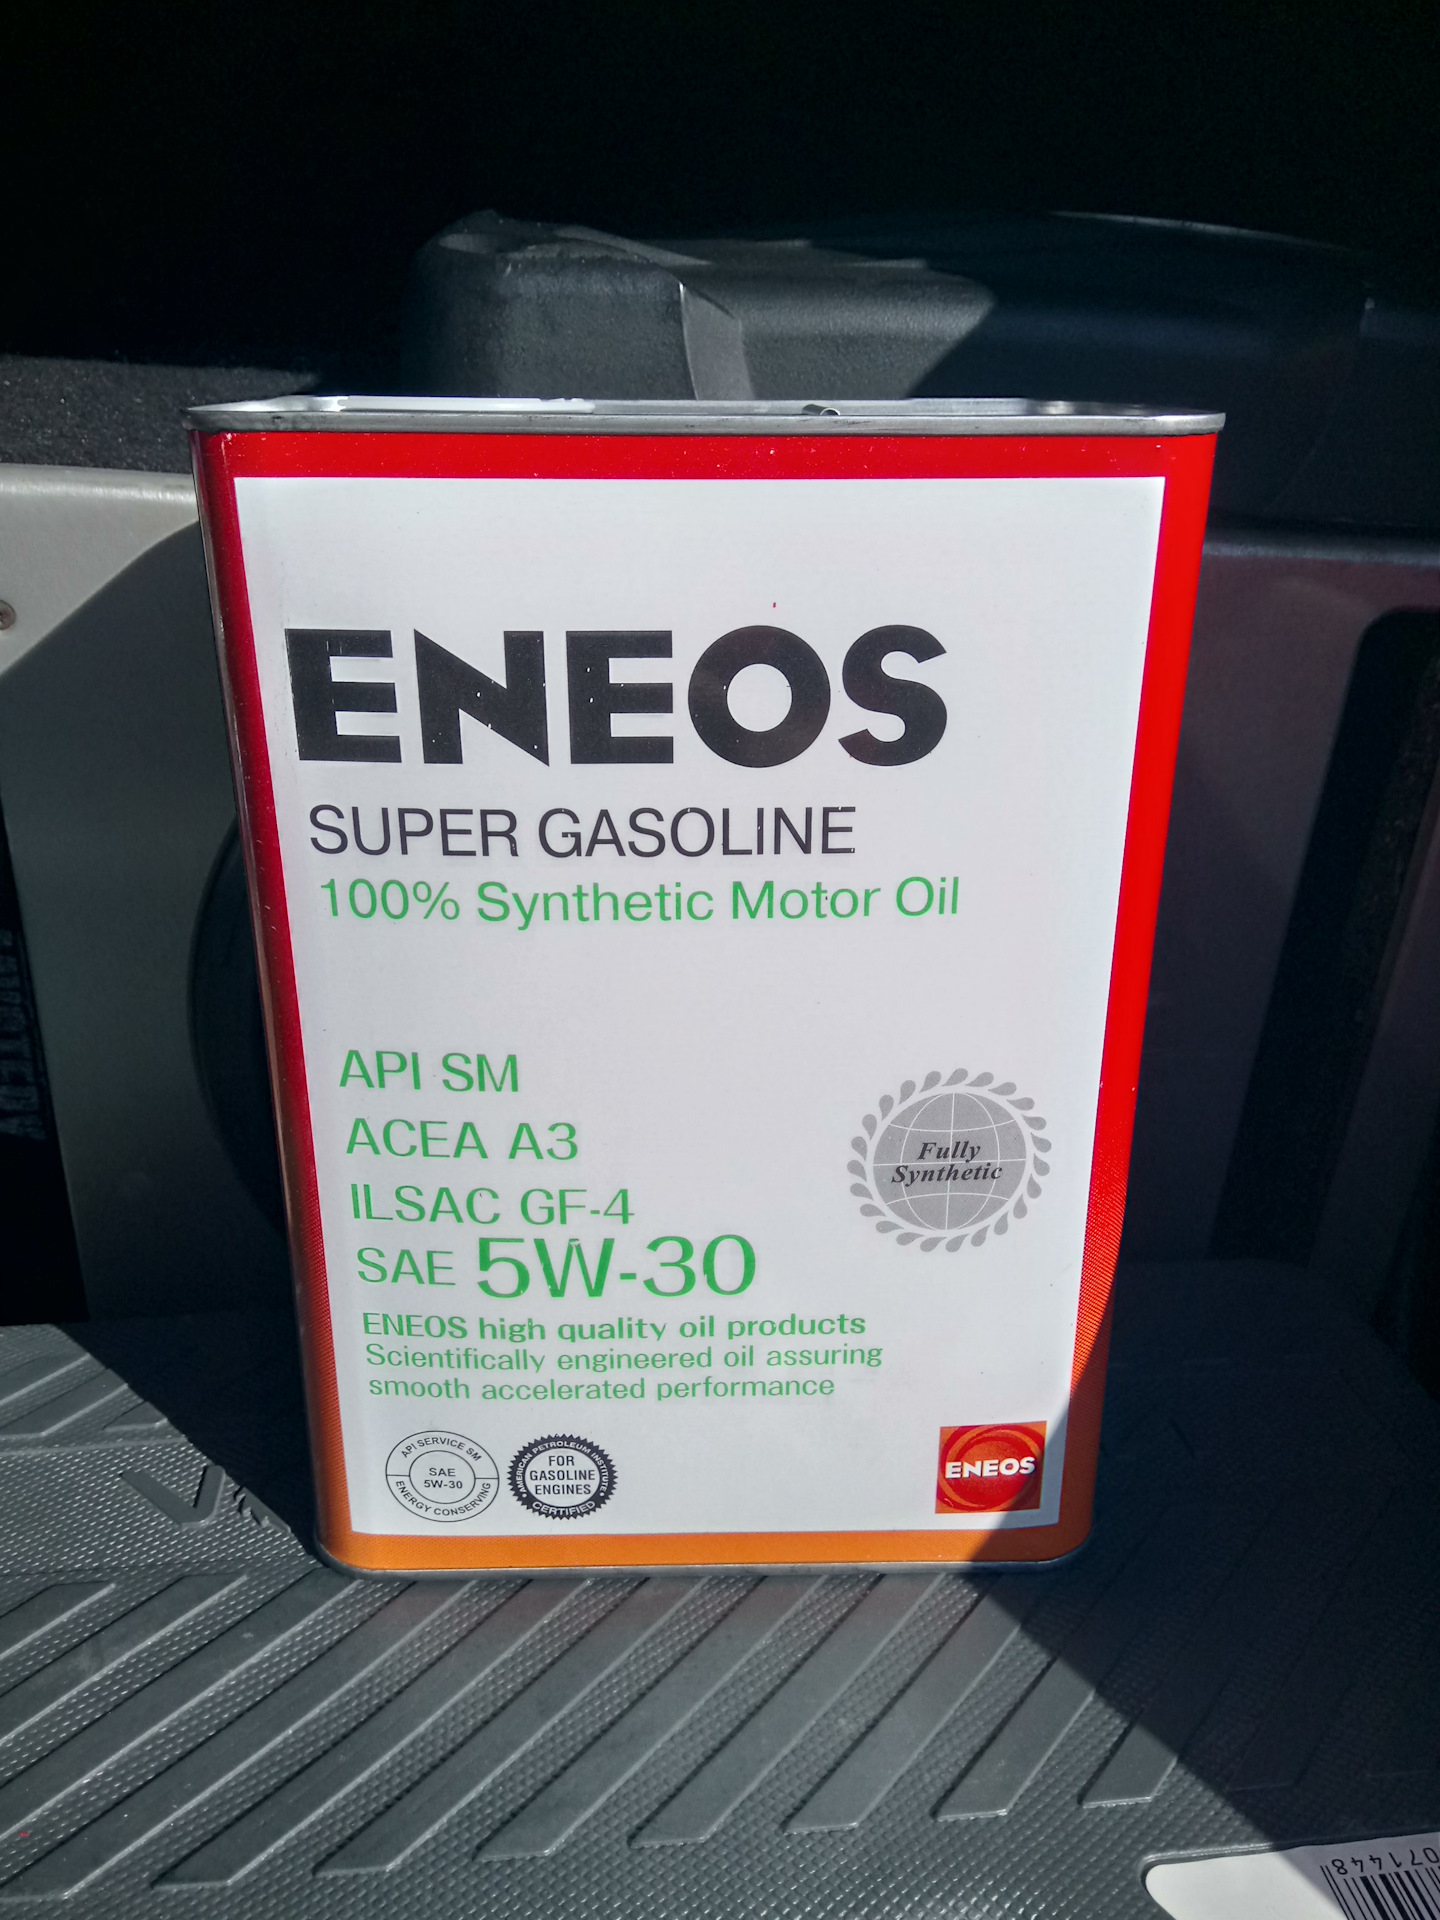 ENEOS
SUPER GASOLINE
100% Synthetic Motor Oil
API SM
ACEA A3
ILSAC GF-4
SAE 5W-30
Fully
Synthetic
ENEOS high quality oil products
Scientifically engineered oil assuring
smooth accelerated performance
API SERVICE SM
SAE
5W-30
ENERGY CONSERVING
AMERICAN PETROLEUM INSTITUTE
FOR
GASOLINE
ENGINES
CERTIFIED
ENEOS
071448